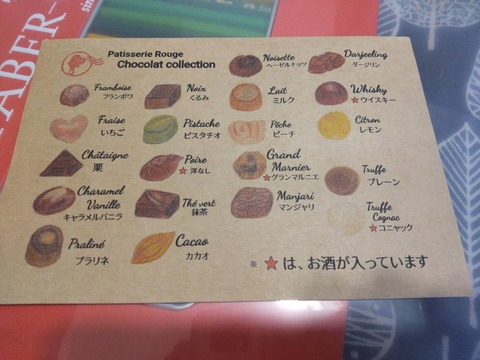 FABER-
sin
Patisserie Rouge
Chocolat collection
Noisette
ヘーゼルナッツ
Darjeeling
ダージリン
Framboise
フランボワ
Noix
くるみ
Lait
ミルク
Whisky
★ウイスキー
Fraise
いちご
Pistache
ピスタチオ
Pêche
ピーチ
Citron
レモン
Châtaigne
栗
Poire
★洋なし
Grand
Marnier
★グランマルニエ
Truffe
プレーン
Charamel
Vanille
キャラメルバニラ
Thé vert
抹茶
Manjari
マンジャリ
Truffe
Cognac
★コニャック
Praliné
プラリネ
Cacao
カカオ
※ ★は、お酒が入っています